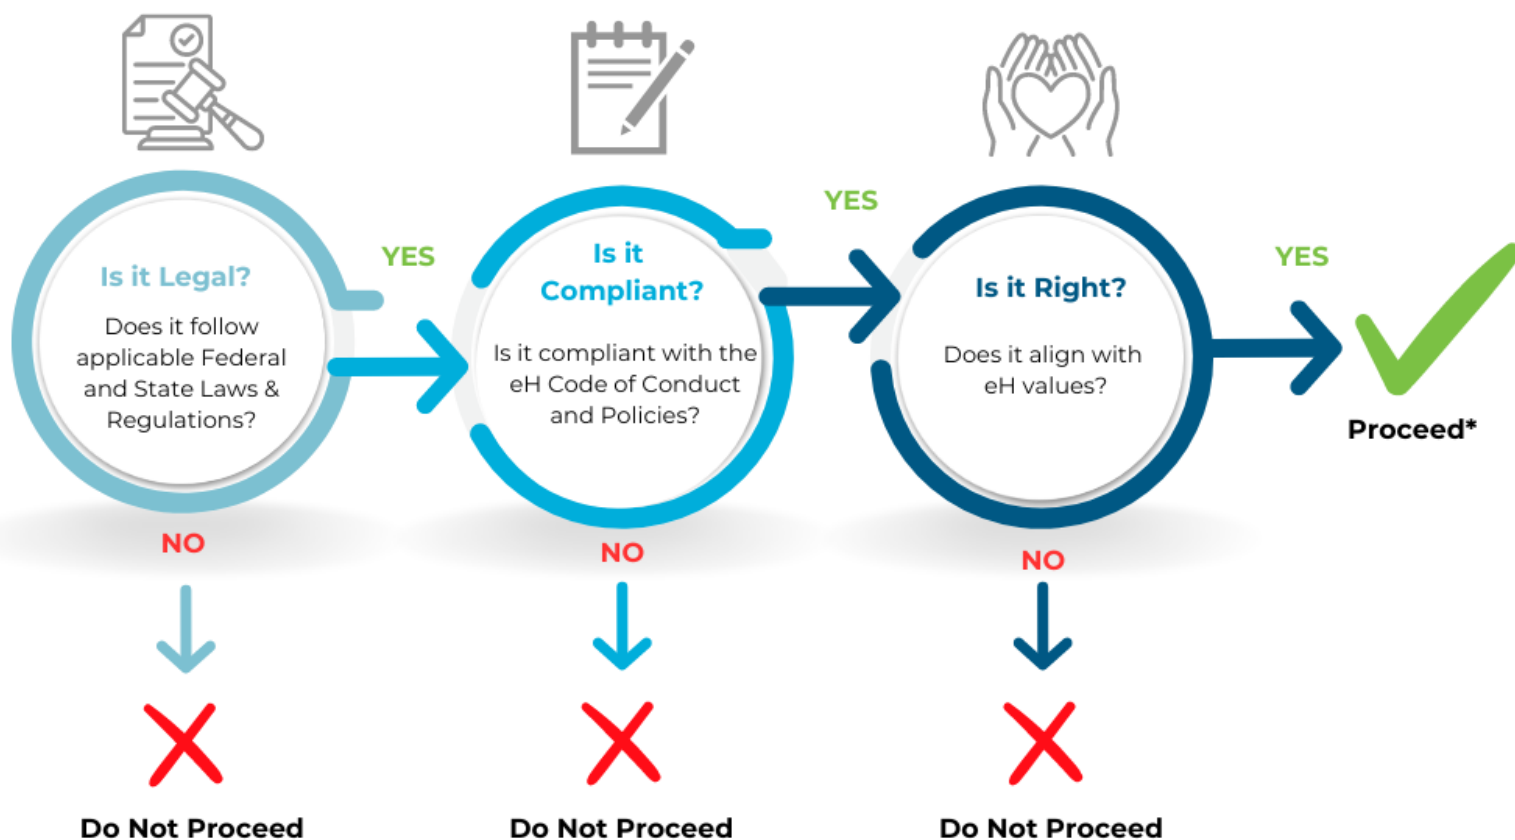 Is it Legal?
Does it follow
applicable Federal
and State Laws &
Regulations?
YES
NO
Do Not Proceed
Is it
Compliant?
Is it compliant with the
eH Code of Conduct
and Policies?
YES
NO
Do Not Proceed
Is it Right?
Does it align with
eH values?
YES
NO
Do Not Proceed
Proceed*